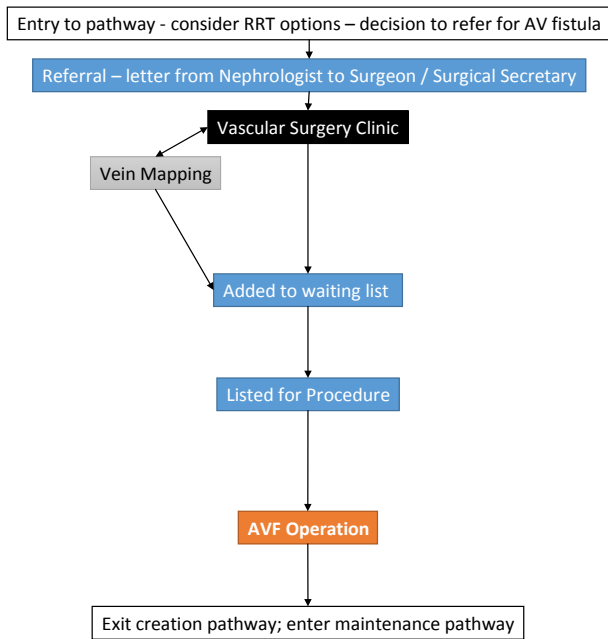 Entry to pathway - consider RRT options – decision to refer for AV fistula
Referral – letter from Nephrologist to Surgeon / Surgical Secretary
Vascular Surgery Clinic
Vein Mapping
Added to waiting list
Listed for Procedure
AVF Operation
Exit creation pathway; enter maintenance pathway